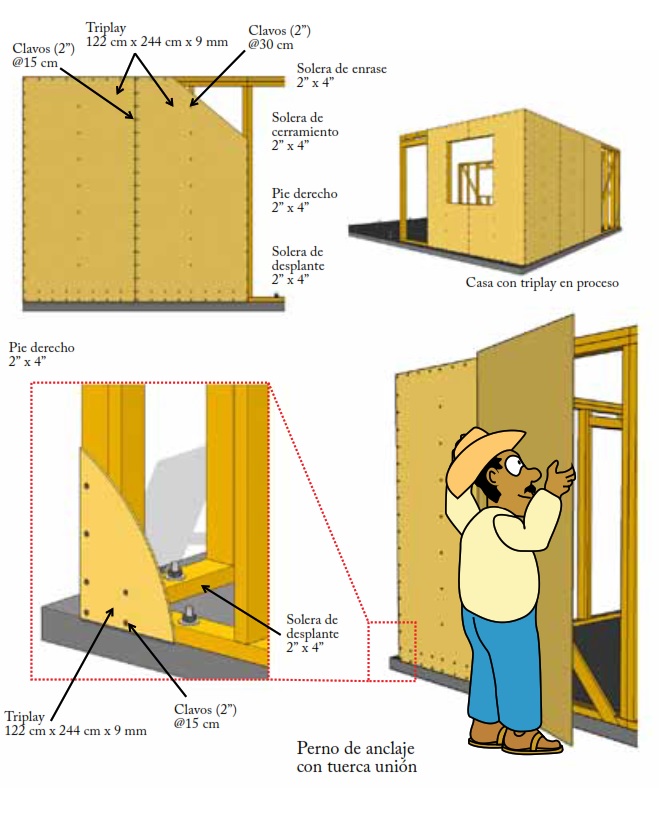 Triplay
122 cm x 244 cm x 9 mm
Clavos (2”)
@15 cm
Clavos (2”)
@30 cm
Solera de enrase
2” x 4”
Solera de
cerramiento
2” x 4”
Pie derecho
2” x 4”
Solera de
desplante
2” x 4”
Casa con triplay en proceso
Pie derecho
2” x 4”
Solera de
desplante
2” x 4”
Clavos (2”)
@15 cm
Triplay
122 cm x 244 cm x 9 mm
Perno de anclaje
con tuerca unión